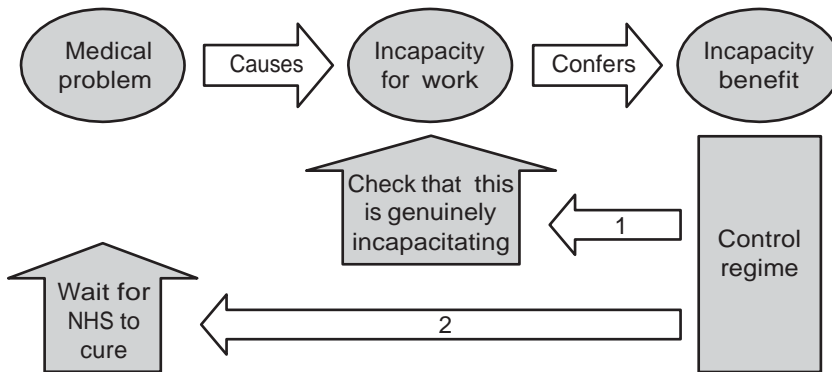 Medical
problem
Causes
Incapacity
for work
Confers
Incapacity
benefit
Check that this
is genuinely
incapacitating
1
Control
regime
Wait for
NHS to
cure
2